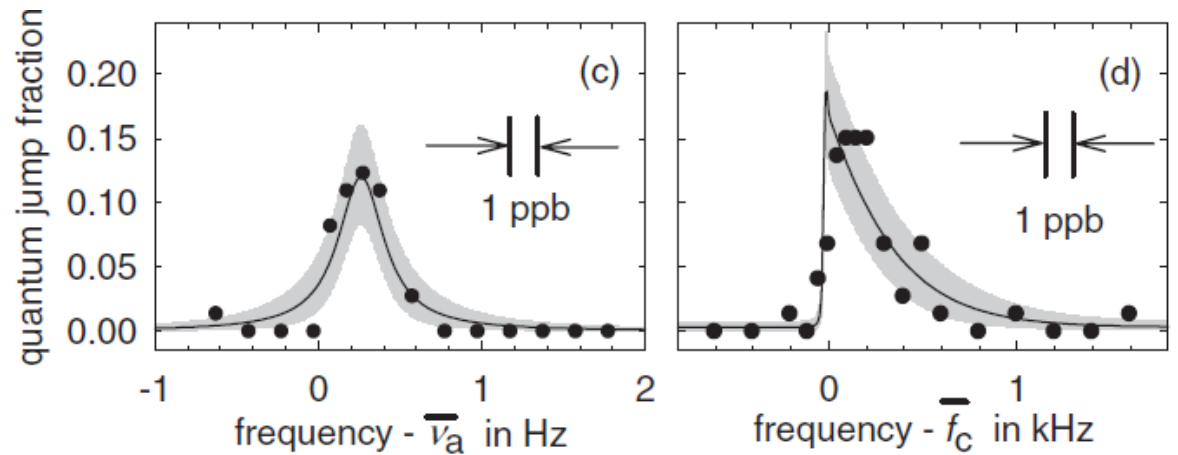 quantum jump fraction
0.20
0.15
0.10
0.05
0.00
(c)
1 ppb
-1
0
1
2
frequency - ν̅a in Hz
(d)
1 ppb
0
1
frequency - f̅c in kHz